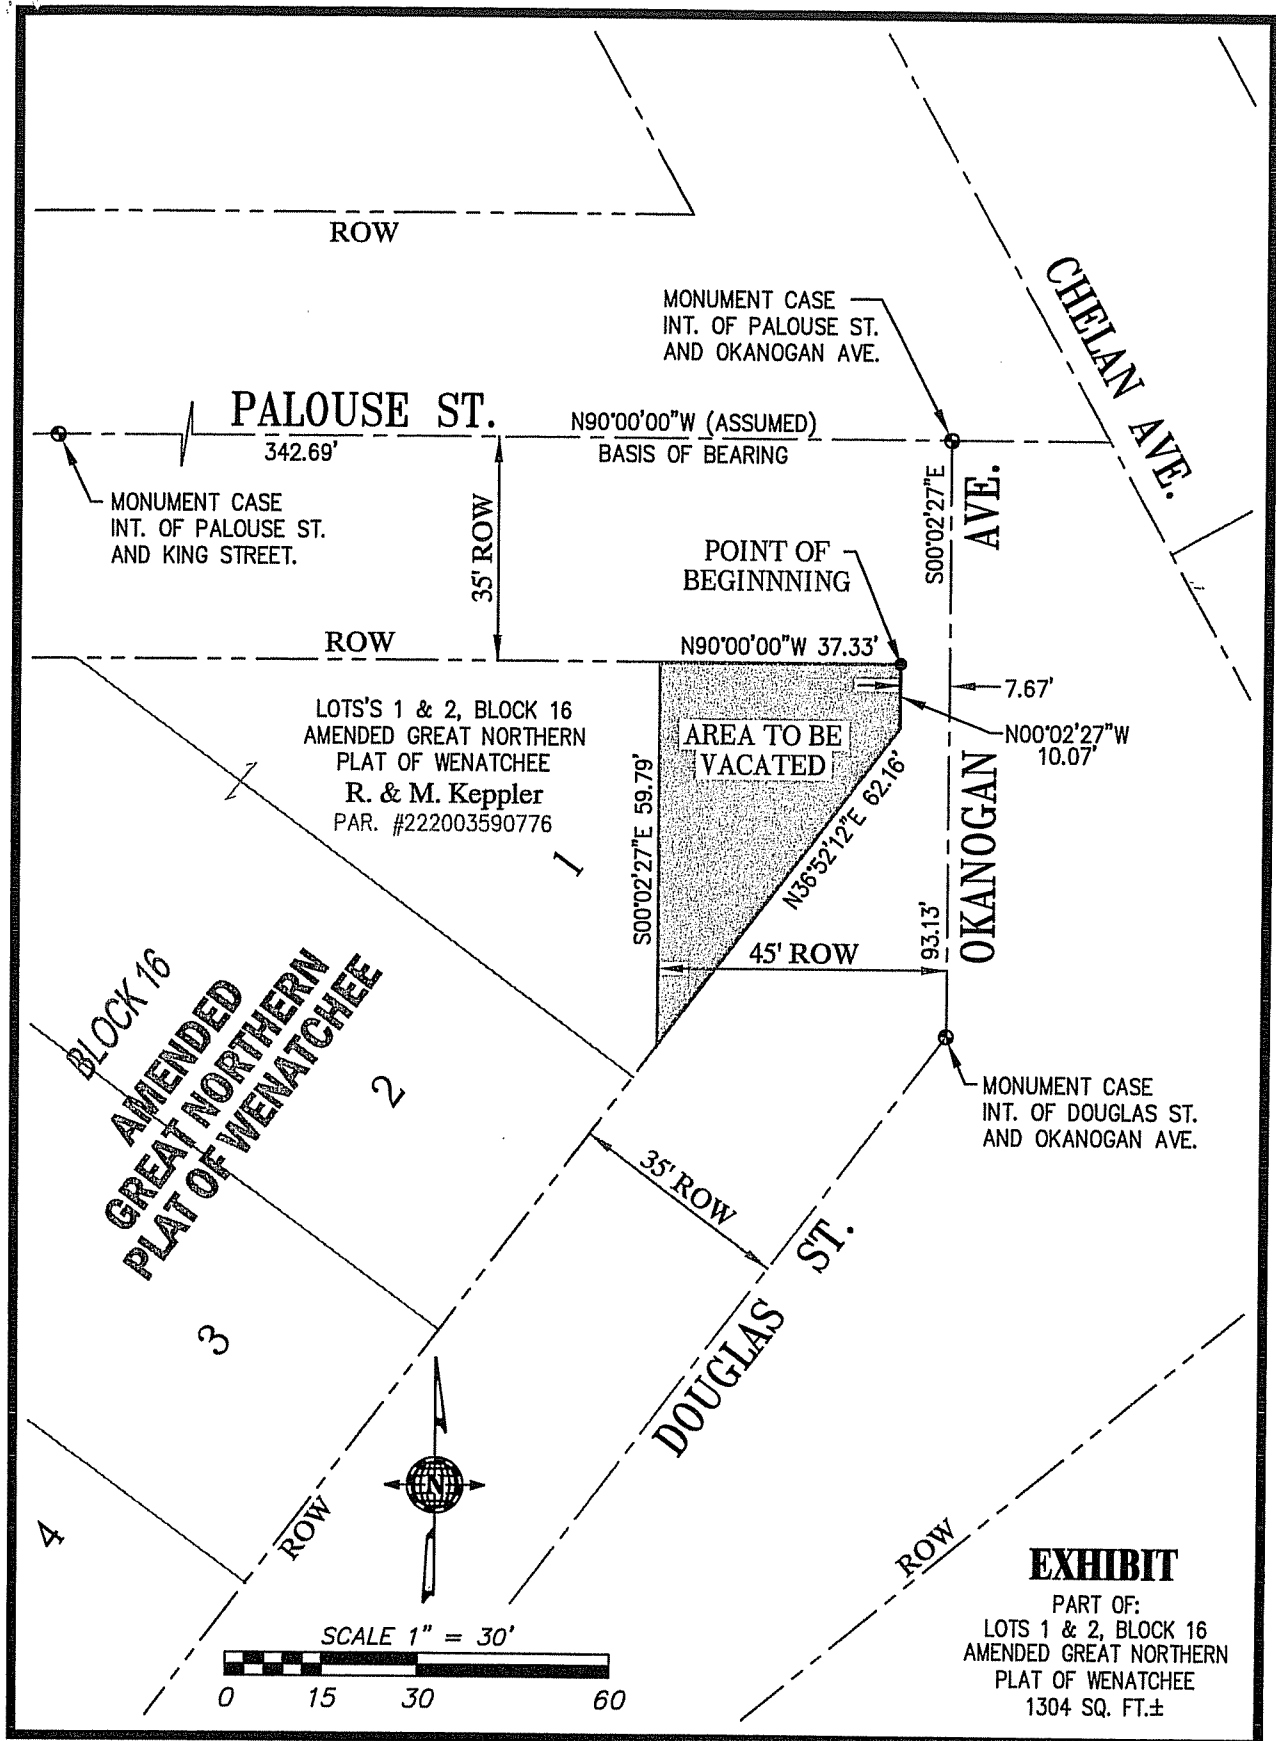 ROW
CHELAN AVE.
MONUMENT CASE
INT. OF PALOUSE ST.
AND OKANOGAN AVE.
PALOUSE ST.
342.69'
N90°00'00"W (ASSUMED)
BASIS OF BEARING
MONUMENT CASE
INT. OF PALOUSE ST.
AND KING STREET.
35' ROW
S00°02'27"E
AVE.
POINT OF
BEGINNNING
ROW
N90°00'00"W 37.33'
7.67'
N00°02'27"W
10.07'
LOTS'S 1 & 2, BLOCK 16
AMENDED GREAT NORTHERN
PLAT OF WENATCHEE
R. & M. Keppler
PAR. #222003590776
AREA TO BE
VACATED
S00°02'27"E 59.79'
N36°52'12"E 62.16'
OKANOGAN
93.13'
1
45' ROW
BLOCK 16
AMENDED
GREAT NORTHERN
PLAT OF WENATCHEE
2
MONUMENT CASE
INT. OF DOUGLAS ST.
AND OKANOGAN AVE.
35' ROW
DOUGLAS ST.
3
N
4
ROW
ROW
SCALE 1" = 30'
0 15 30 60
EXHIBIT
PART OF:
LOTS 1 & 2, BLOCK 16
AMENDED GREAT NORTHERN
PLAT OF WENATCHEE
1304 SQ. FT.±